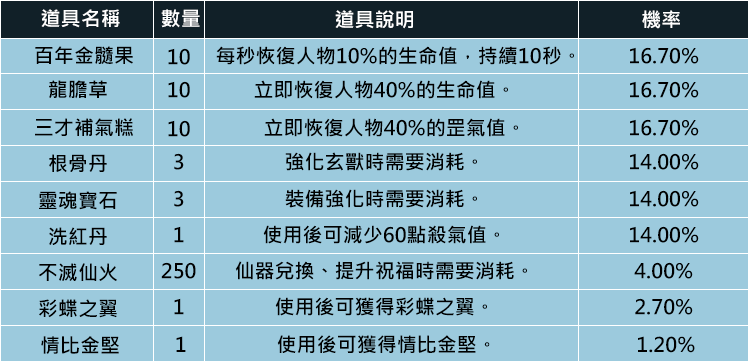 道具名稱 數量 道具說明 機率
百年金髓果 10 每秒恢復人物10%的生命值，持續10秒。 16.70%
龍膽草 10 立即恢復人物40%的生命值。 16.70%
三才補氣糕 10 立即恢復人物40%的罡氣值。 16.70%
根骨丹 3 強化玄獸時需要消耗。 14.00%
靈魂寶石 3 裝備強化時需要消耗。 14.00%
洗紅丹 1 使用後可減少60點殺氣值。 14.00%
不滅仙火 250 仙器兌換、提升祝福時需要消耗。 4.00%
彩蝶之翼 1 使用後可獲得彩蝶之翼。 2.70%
情比金堅 1 使用後可獲得情比金堅。 1.20%